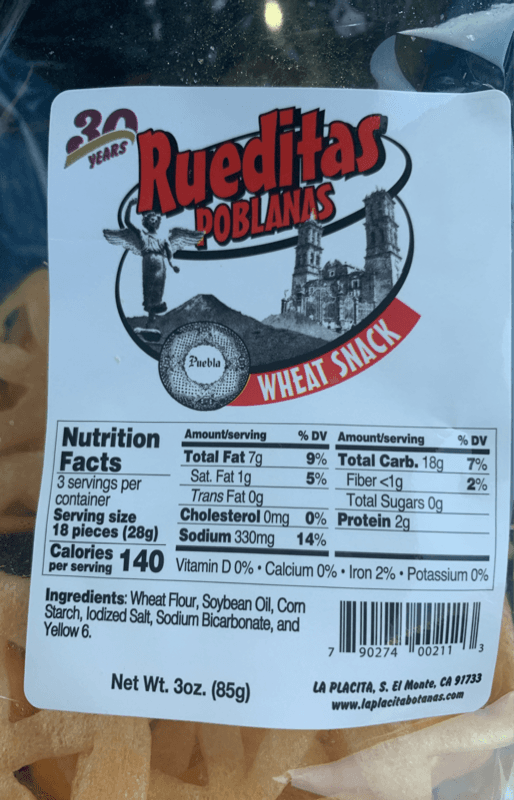 30
YEARS
Rueditas
POBLANAS
Puebla
WHEAT SNACK
Nutrition
Facts
3 servings per
container
Serving size
18 pieces (28g)
Calories
per serving 140
Amount/serving % DV
Total Fat 7g 9%
Sat. Fat 1g 5%
Trans Fat 0g
Cholesterol 0mg 0%
Sodium 330mg 14%
Amount/serving % DV
Total Carb. 18g 7%
Fiber <1g 2%
Total Sugars 0g
Protein 2g
Vitamin D 0% • Calcium 0% • Iron 2% • Potassium 0%
Ingredients: Wheat Flour, Soybean Oil, Corn
Starch, Iodized Salt, Sodium Bicarbonate, and
Yellow 6.
7 90274 00211 3
Net Wt. 3oz. (85g)
LA PLACITA, S. El Monte, CA 91733
www.laplacitabotanas.com